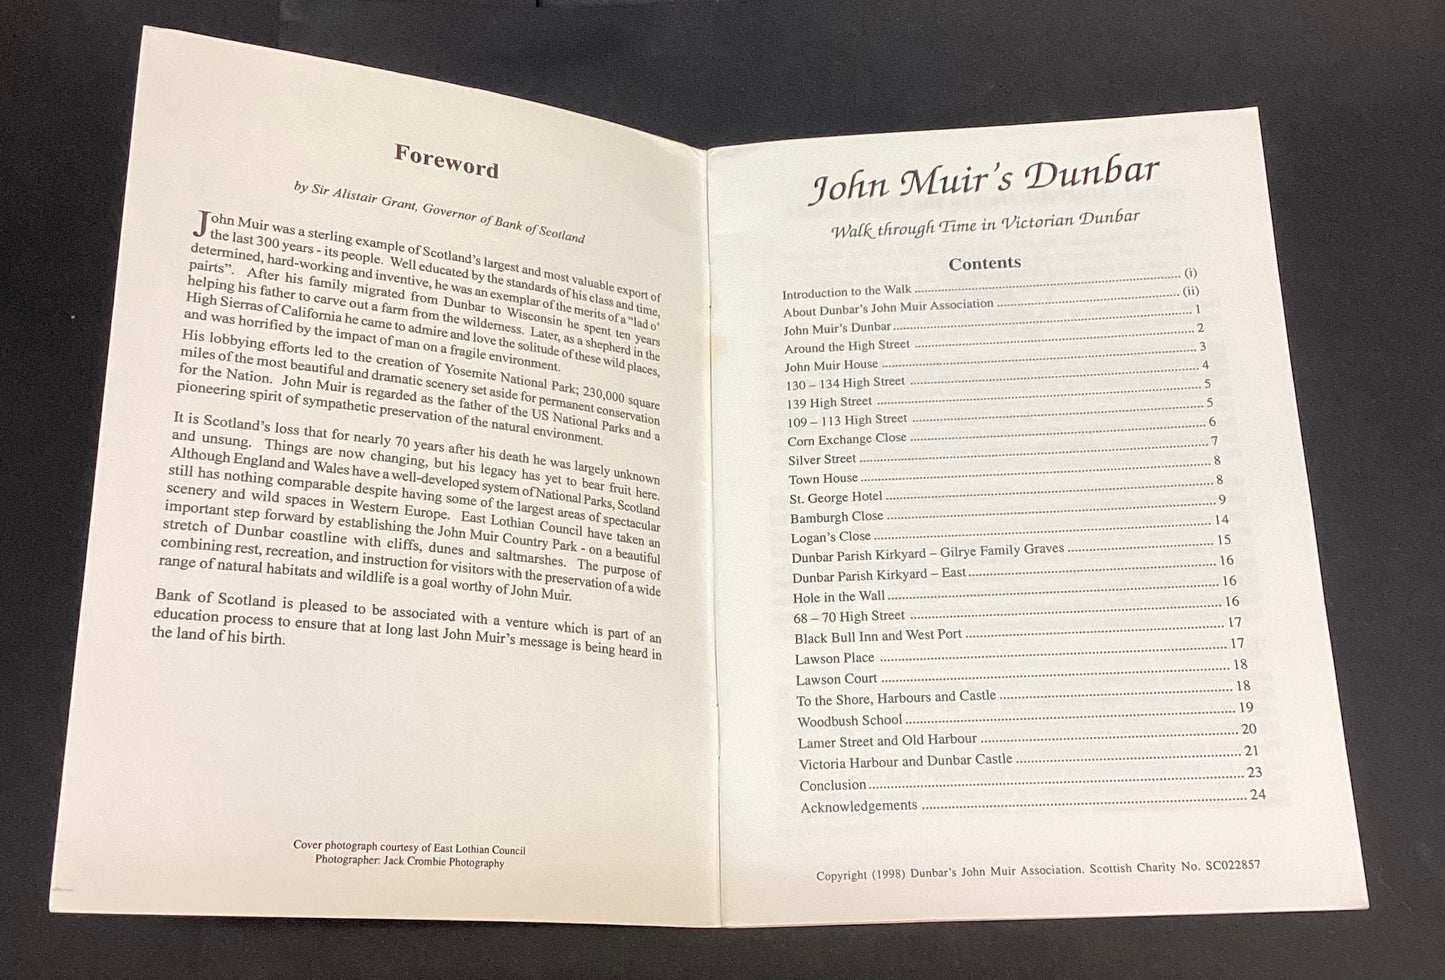 Foreword
by Sir Alistair Grant, Governor of Bank of Scotland
John Muir was a sterling example of Scotland's largest and most valuable export of
the last 300 years - its people. Well educated by the standards of his class and time,
determined, hard-working and inventive, he was an exemplar of the merits of a "lad o'
pairts". After his family migrated from Dunbar to Wisconsin he spent ten years
helping his father to carve out a farm from the wilderness. Later, as a shepherd in the
High Sierras of California he came to admire and love the solitude of these wild places,
and was horrified by the impact of man on a fragile environment.
His lobbying efforts led to the creation of Yosemite National Park; 230,000 square
miles of the most beautiful and dramatic scenery set aside for permanent conservation
for the Nation. John Muir is regarded as the father of the US National Parks and a
pioneering spirit of sympathetic preservation of the natural environment.
It is Scotland's loss that for nearly 70 years after his death he was largely unknown
and unsung. Things are now changing, but his legacy has yet to bear fruit here.
Although England and Wales have a well-developed system of National Parks, Scotland
still has nothing comparable despite having some of the largest areas of spectacular
scenery and wild spaces in Western Europe. East Lothian Council have taken an
important step forward by establishing the John Muir Country Park - on a beautiful
stretch of Dunbar coastline with cliffs, dunes and saltmarshes. The purpose of
combining rest, recreation, and instruction for visitors with the preservation of a wide
range of natural habitats and wildlife is a goal worthy of John Muir.
Bank of Scotland is pleased to be associated with a venture which is part of an
education process to ensure that at long last John Muir's message is being heard in
the land of his birth.
Cover photograph courtesy of East Lothian Council
Photographer: Jack Crombie Photography
John Muir's Dunbar
Walk through Time in Victorian Dunbar
Contents
Introduction to the Walk (i)
About Dunbar's John Muir Association (ii)
John Muir's Dunbar 1
Around the High Street 2
John Muir House 3
130 – 134 High Street 4
139 High Street 5
109 – 113 High Street 5
Corn Exchange Close 6
Silver Street 7
Town House 8
St. George Hotel 8
Bamburgh Close 9
Logan's Close 14
Dunbar Parish Kirkyard – Gilrye Family Graves 15
Dunbar Parish Kirkyard – East 16
Hole in the Wall 16
68 – 70 High Street 16
Black Bull Inn and West Port 17
Lawson Place 17
Lawson Court 18
To the Shore, Harbours and Castle 18
Woodbush School 19
Lamer Street and Old Harbour 20
Victoria Harbour and Dunbar Castle 21
Conclusion 23
Acknowledgements 24
Copyright (1998) Dunbar's John Muir Association. Scottish Charity No. SC022857